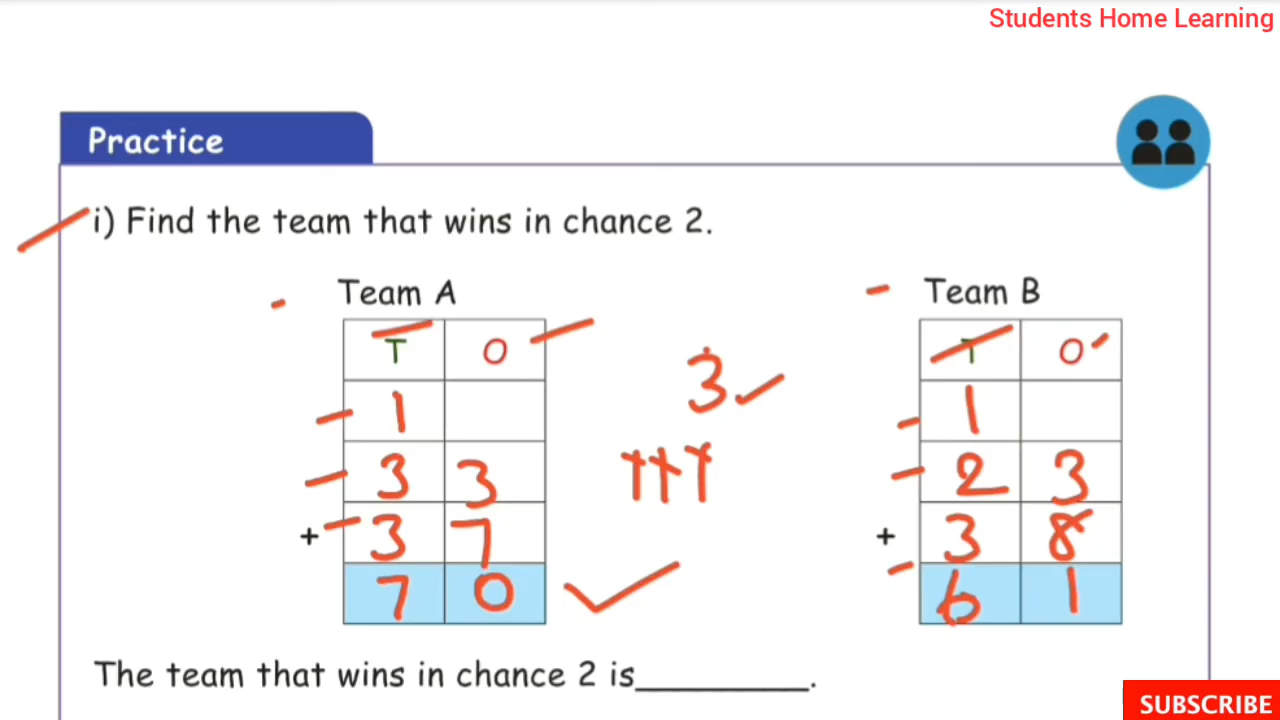 Students Home Learning
Practice
i) Find the team that wins in chance 2.
Team A
T O
1
3 3
+ 3 7
7 0
3
Team B
T O
1
2 3
+ 3 8
6 1
The team that wins in chance 2 is________.
SUBSCRIBE